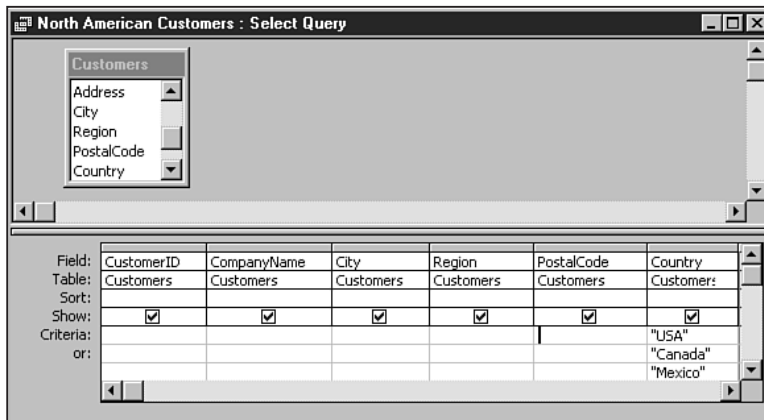 North American Customers : Select Query
Customers
Address
City
Region
PostalCode
Country
Field: CustomerID CompanyName City Region PostalCode Country
Table: Customers Customers Customers Customers Customers Customers
Sort:
Show:
Criteria: "USA"
or: "Canada"
"Mexico"